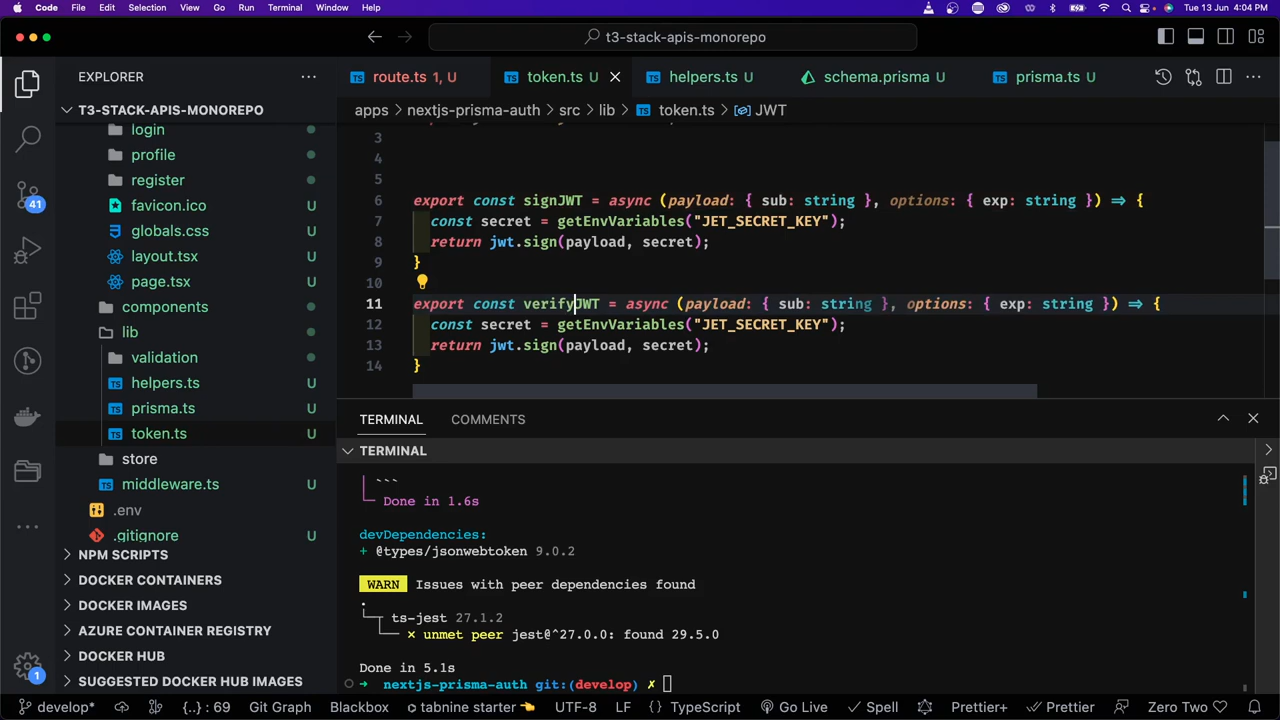 Code File Edit Selection View Go Run Terminal Window Help Tue 13 Jun 4:04 PM
t3-stack-apis-monorepo
EXPLORER
route.ts 1, U
token.ts U
helpers.ts U
schema.prisma U
prisma.ts U
T3-STACK-APIS-MONOREPO
apps > nextjs-prisma-auth > src > lib > TS token.ts > JWT
login
profile
register
favicon.ico U
globals.css U
layout.tsx U
page.tsx U
components
lib
validation
helpers.ts U
prisma.ts U
token.ts U
store
middleware.ts U
.env
.gitignore U
NPM SCRIPTS
DOCKER CONTAINERS
DOCKER IMAGES
AZURE CONTAINER REGISTRY
DOCKER HUB
SUGGESTED DOCKER HUB IMAGES
41
1
3
4
5
6 export const signJWT = async (payload: { sub: string }, options: { exp: string }) ⇒ {
7 const secret = getEnvVariables("JET_SECRET_KEY");
8 return jwt.sign(payload, secret);
9 }
10
11 export const verifyJWT = async (payload: { sub: string }, options: { exp: string }) ⇒ {
12 const secret = getEnvVariables("JET_SECRET_KEY");
13 return jwt.sign(payload, secret);
14 }
TERMINAL COMMENTS
TERMINAL
```
Done in 1.6s
devDependencies:
+ @types/jsonwebtoken 9.0.2
WARN Issues with peer dependencies found
.
ts-jest 27.1.2
× unmet peer jest@^27.0.0: found 29.5.0
Done in 5.1s
➜ nextjs-prisma-auth git:(develop) ✗
develop* {..} : 69 Git Graph Blackbox tabnine starter 👈 UTF-8 LF {} TypeScript Go Live ✓ Spell Prettier+ ✓ Prettier Zero Two